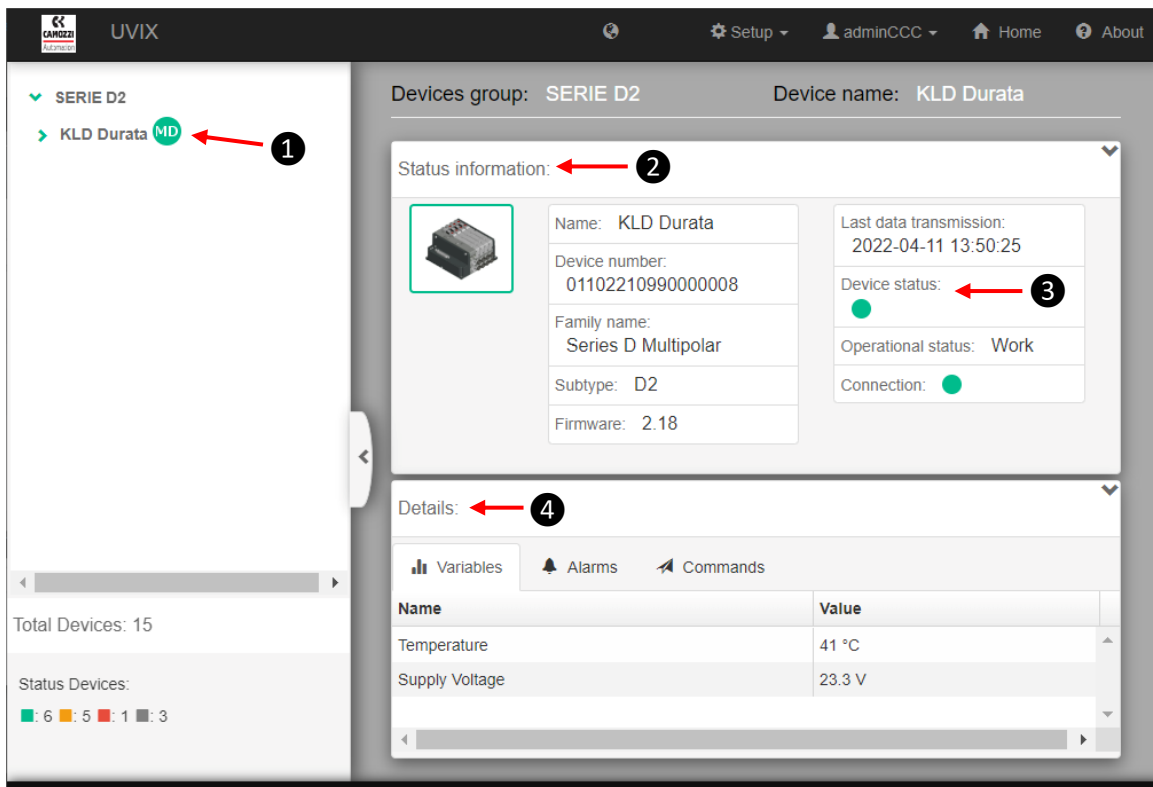 CAMOZZI
Automation
UVIX
Setup
adminCCC
Home
About
SERIE D2
KLD Durata MD
1
Total Devices: 15
Status Devices:
: 6 : 5 : 1 : 3
Devices group: SERIE D2
Device name: KLD Durata
Status information:
2
Name: KLD Durata
Device number:
01102210990000008
Family name:
Series D Multipolar
Subtype: D2
Firmware: 2.18
Last data transmission:
2022-04-11 13:50:25
Device status:
3
Operational status: Work
Connection:
Details:
4
Variables
Alarms
Commands
Name Value
Temperature 41 °C
Supply Voltage 23.3 V